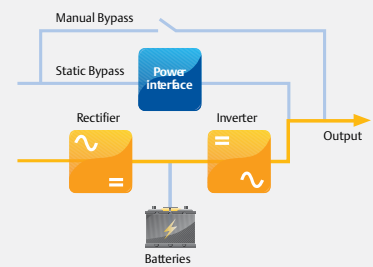 Manual Bypass
Static Bypass
Power
interface
Rectifier
Inverter
Output
Batteries